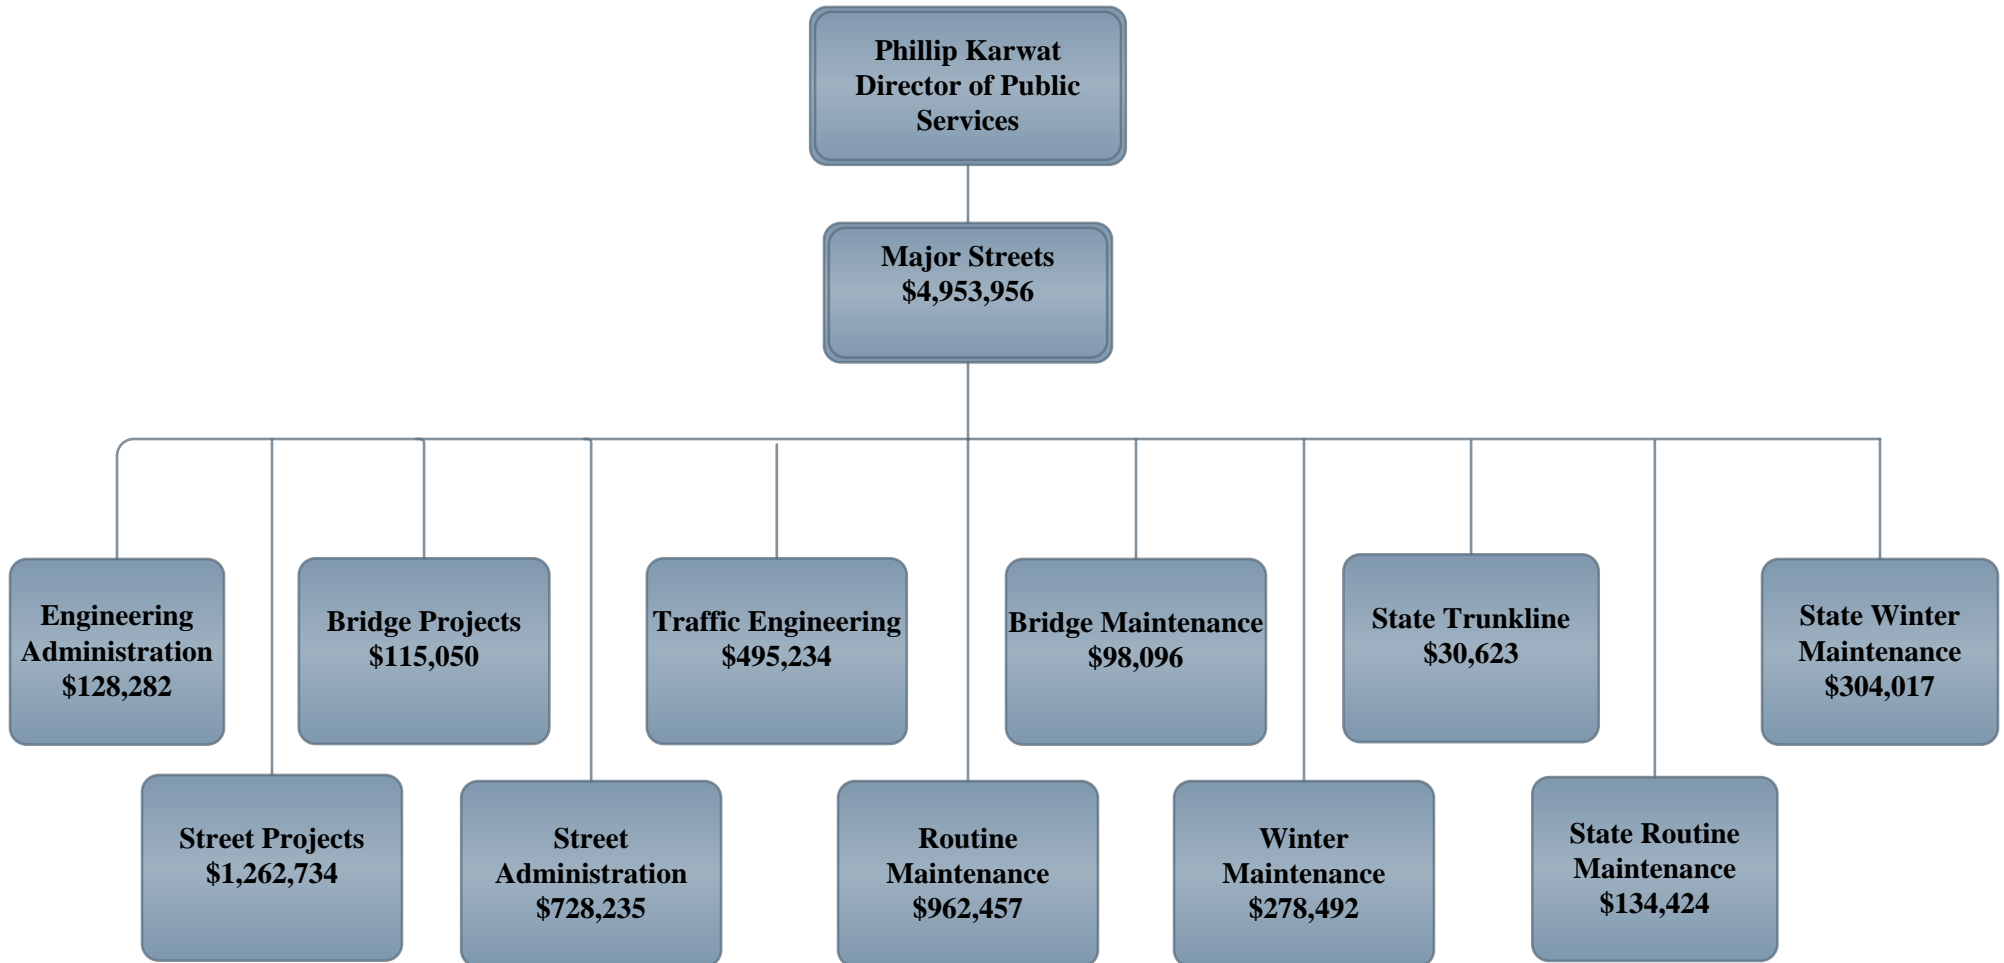 Phillip Karwat
Director of Public
Services
Major Streets
$4,953,956
Engineering
Administration
$128,282
Bridge Projects
$115,050
Traffic Engineering
$495,234
Bridge Maintenance
$98,096
State Trunkline
$30,623
State Winter
Maintenance
$304,017
Street Projects
$1,262,734
Street
Administration
$728,235
Routine
Maintenance
$962,457
Winter
Maintenance
$278,492
State Routine
Maintenance
$134,424